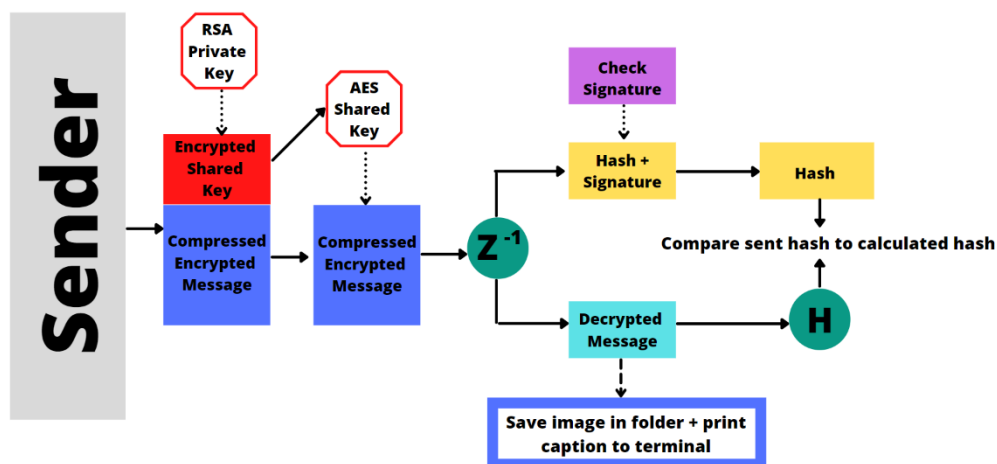 Sender
RSA
Private
Key
AES
Shared
Key
Encrypted
Shared
Key
Compressed
Encrypted
Message
Compressed
Encrypted
Message
Z -1
Check
Signature
Hash +
Signature
Hash
Compare sent hash to calculated hash
H
Decrypted
Message
Save image in folder + print
caption to terminal